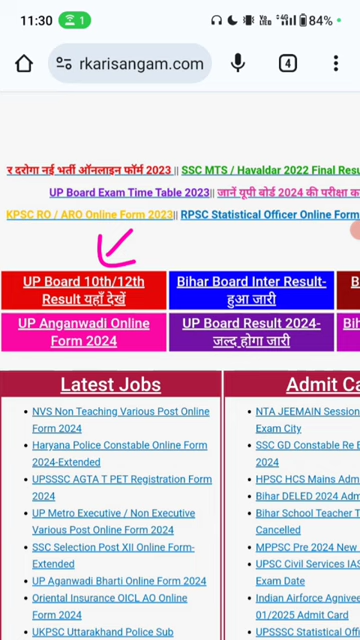 11:30 1 84%
rkarisangam.com 4
र दरोगा नई भर्ती ऑनलाइन फॉर्म 2023 || SSC MTS / Havaldar 2022 Final Resu
UP Board Exam Time Table 2023|| जानें यूपी बोर्ड 2024 की परीक्षा क
KPSC RO / ARO Online Form 2023|| RPSC Statistical Officer Online Form
UP Board 10th/12th
Result यहाँ देखें
Bihar Board Inter Result-
हुआ जारी
B
UP Anganwadi Online
Form 2024
UP Board Result 2024-
जल्द होगा जारी
Bih
Latest Jobs
NVS Non Teaching Various Post Online
Form 2024
Haryana Police Constable Online Form
2024-Extended
UPSSSC AGTA T PET Registration Form
2024
UP Metro Executive / Non Executive
Various Post Online Form 2024
SSC Selection Post XII Online Form-
Extended
UP Aganwadi Bharti Online Form 2024
Oriental Insurance OICL AO Online
Form 2024
UKPSC Uttarakhand Police Sub
Admit Ca
NTA JEEMAIN Session
Exam City
SSC GD Constable Re E
2024
HPSC HCS Mains Adm
Bihar DELED 2024 Adm
Bihar School Teacher T
Cancelled
MPPSC Pre 2024 New
UPSC Civil Services IAS
Exam Date
Indian Airforce Agnivee
01/2025 Admit Card
UPSSSC Statistical Offi